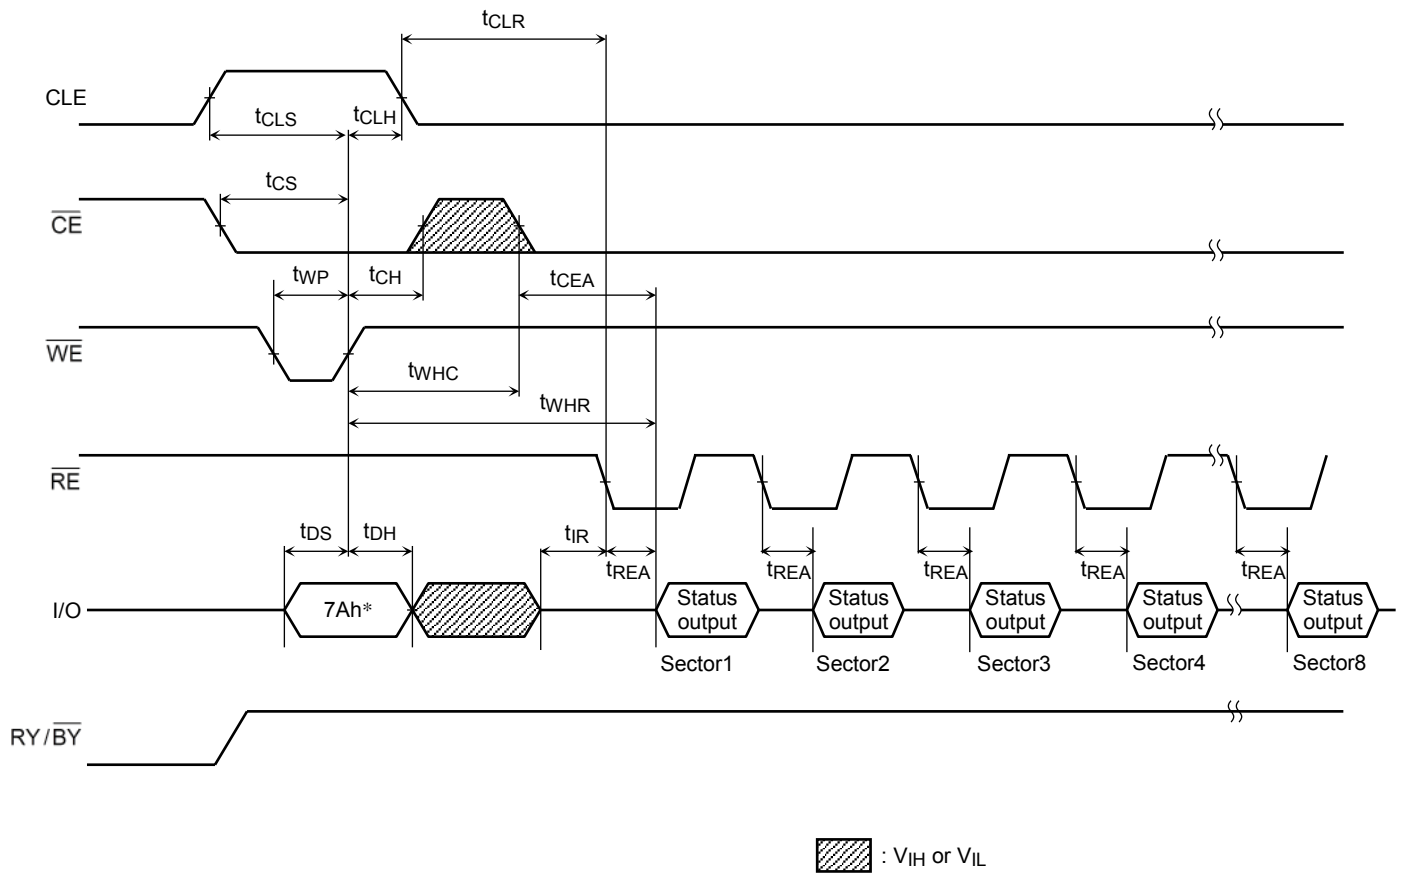 tCLR
CLE
tCLS
tCLH
tCS
CE
tWP
tCH
tCEA
WE
tWHC
tWHR
RE
tDS
tDH
tIR
tREA
tREA
tREA
tREA
tREA
I/O
7Ah*
Status output
Status output
Status output
Status output
Status output
Sector1
Sector2
Sector3
Sector4
Sector8
RY/BY
: VIH or VIL